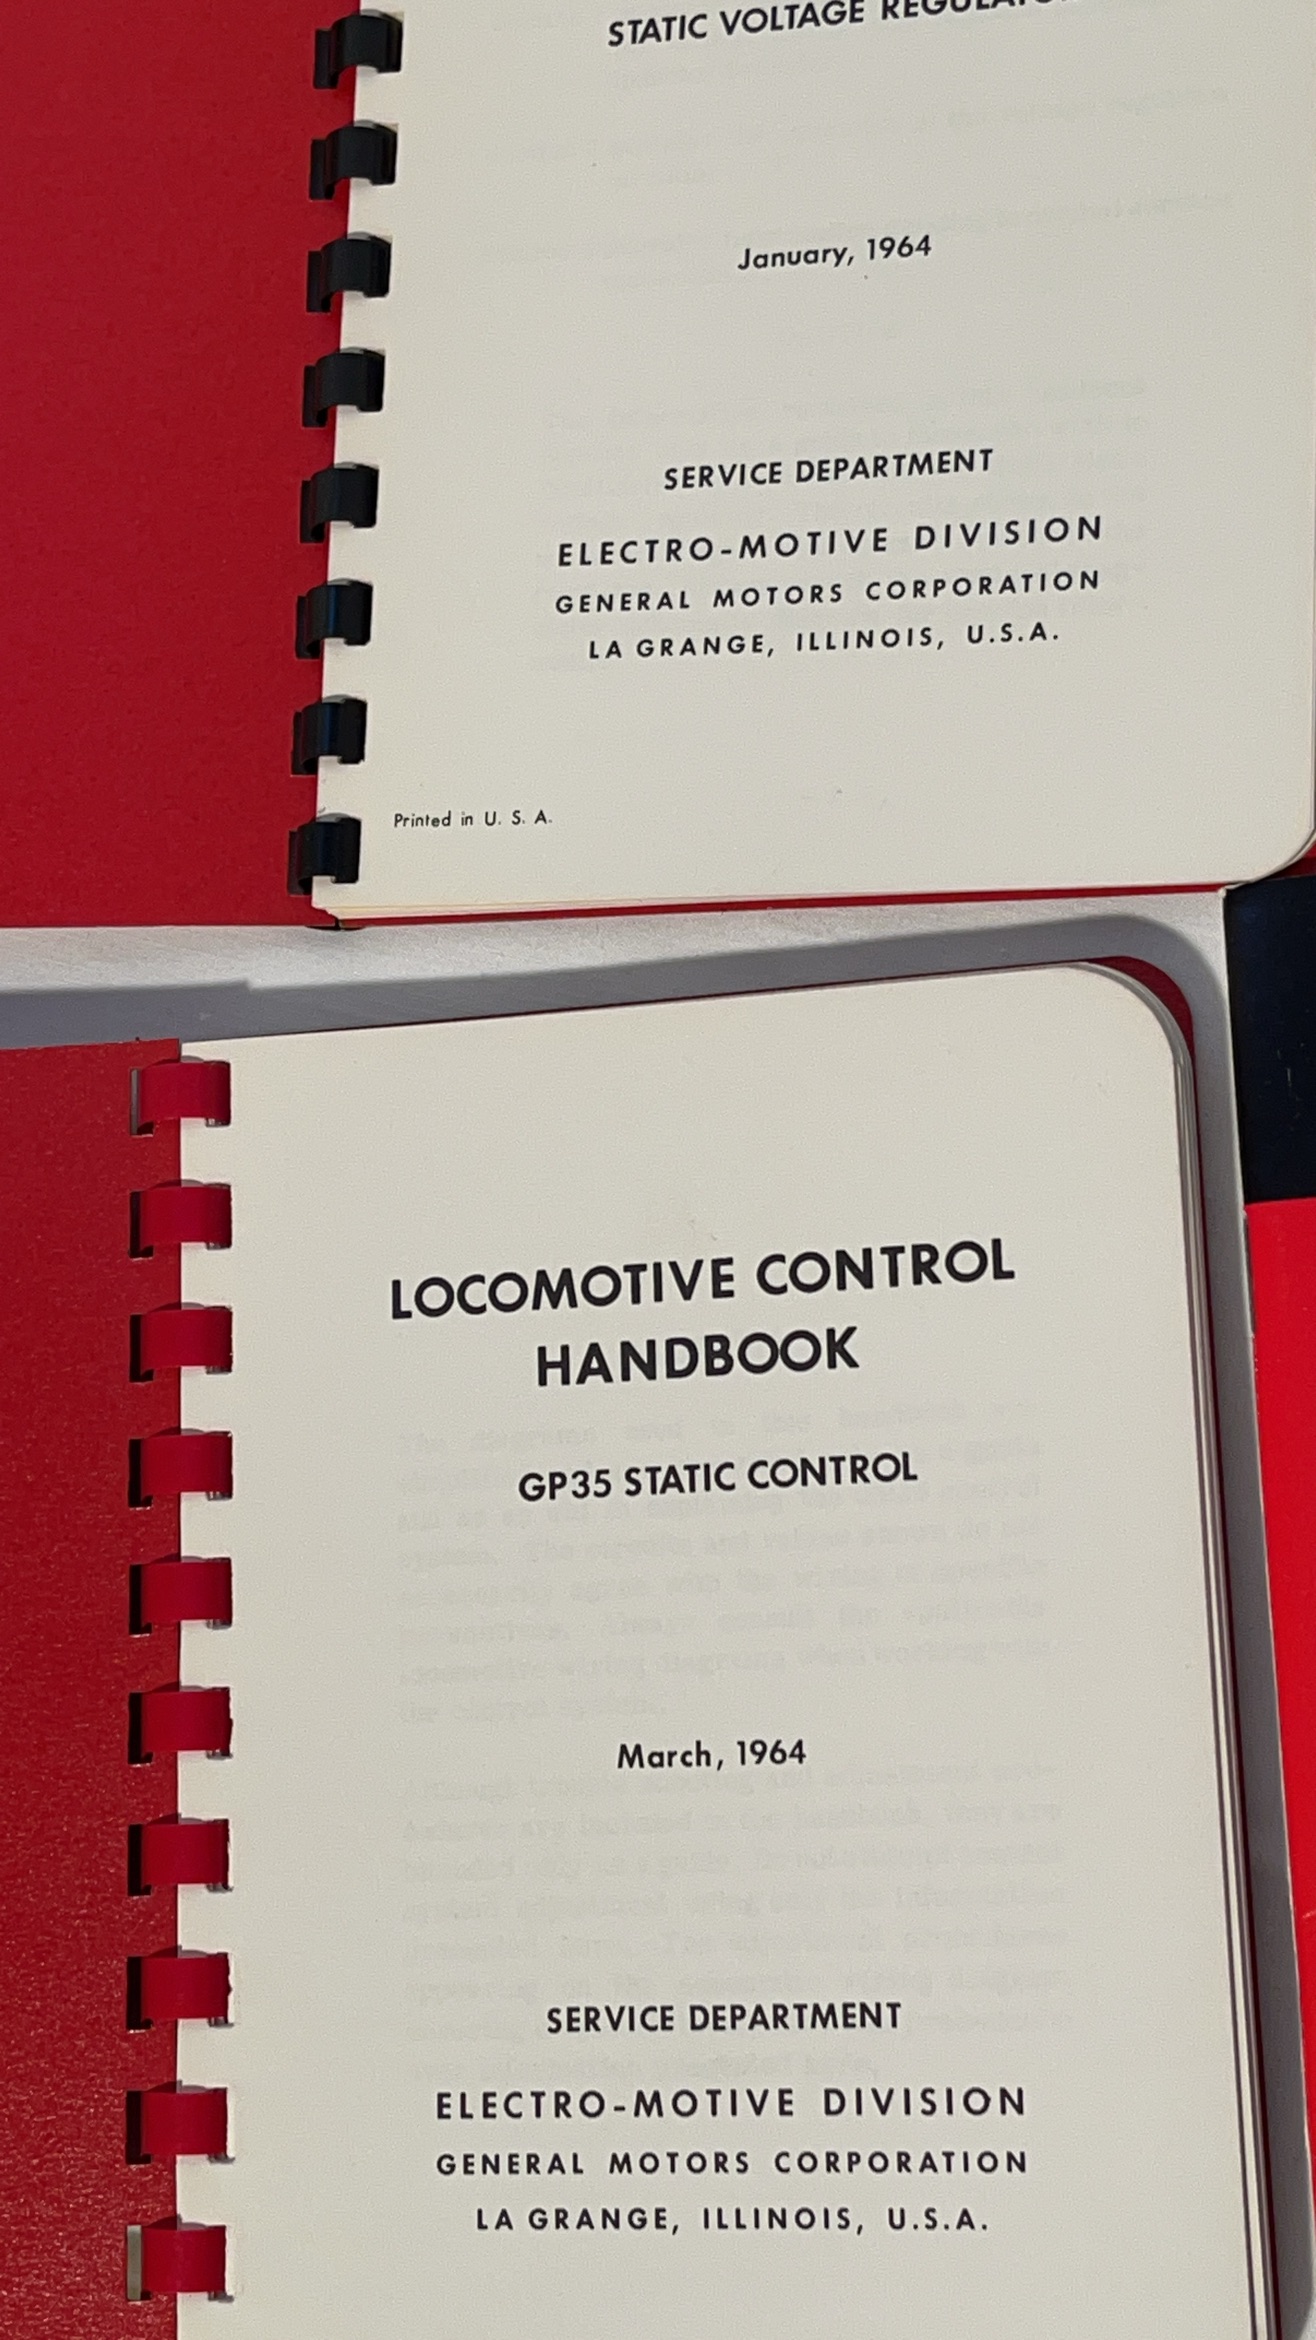 STATIC VOLTAGE
January, 1964
SERVICE DEPARTMENT
ELECTRO-MOTIVE DIVISION
GENERAL MOTORS CORPORATION
LA GRANGE, ILLINOIS, U.S.A.
Printed in U. S. A.
LOCOMOTIVE CONTROL
HANDBOOK
GP35 STATIC CONTROL
March, 1964
SERVICE DEPARTMENT
ELECTRO-MOTIVE DIVISION
GENERAL MOTORS CORPORATION
LA GRANGE, ILLINOIS, U.S.A.